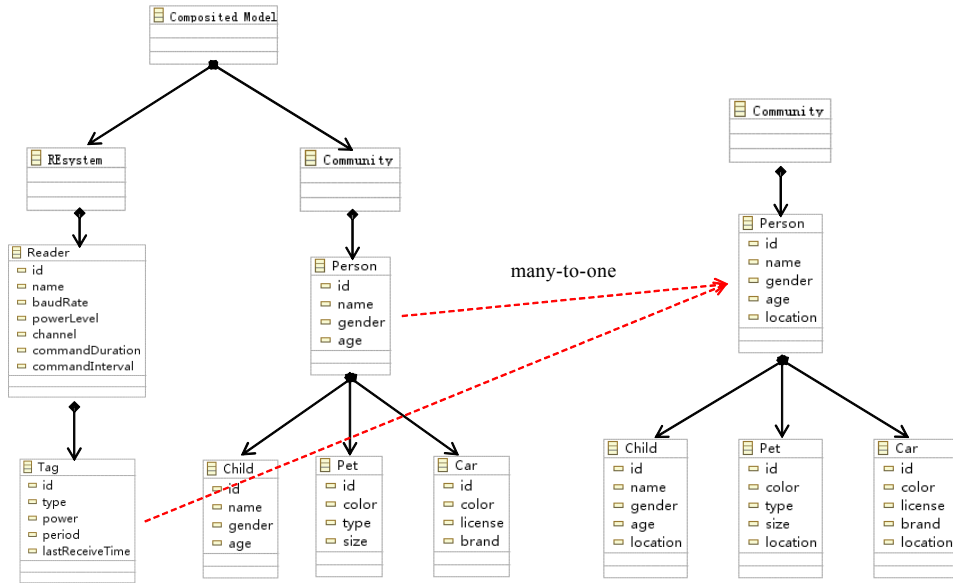 Composited Model
REsystem
Community
Reader
id
name
baudRate
powerLevel
channel
commandDuration
commandInterval
Person
id
name
gender
age
Tag
id
type
power
period
lastReceiveTime
Child
id
name
gender
age
Pet
id
color
type
size
Car
id
color
license
brand
many-to-one
Community
Person
id
name
gender
age
location
Child
id
name
gender
age
location
Pet
id
color
type
size
location
Car
id
color
license
brand
location